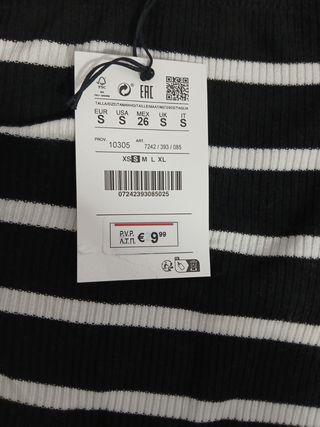 FSC
EAC
TALLA/SIZE/TAMANHO/TAILLE/MAAT/ΜΕΓΕΘΟΣ/TAGLIA
EUR USA MEX UK IT
S S 26 S S
PROV. 10305 ART. 7242 / 393 / 085
XS S M L XL
07242393085025
P.V.P.
Λ.Τ.Π. € 9 99